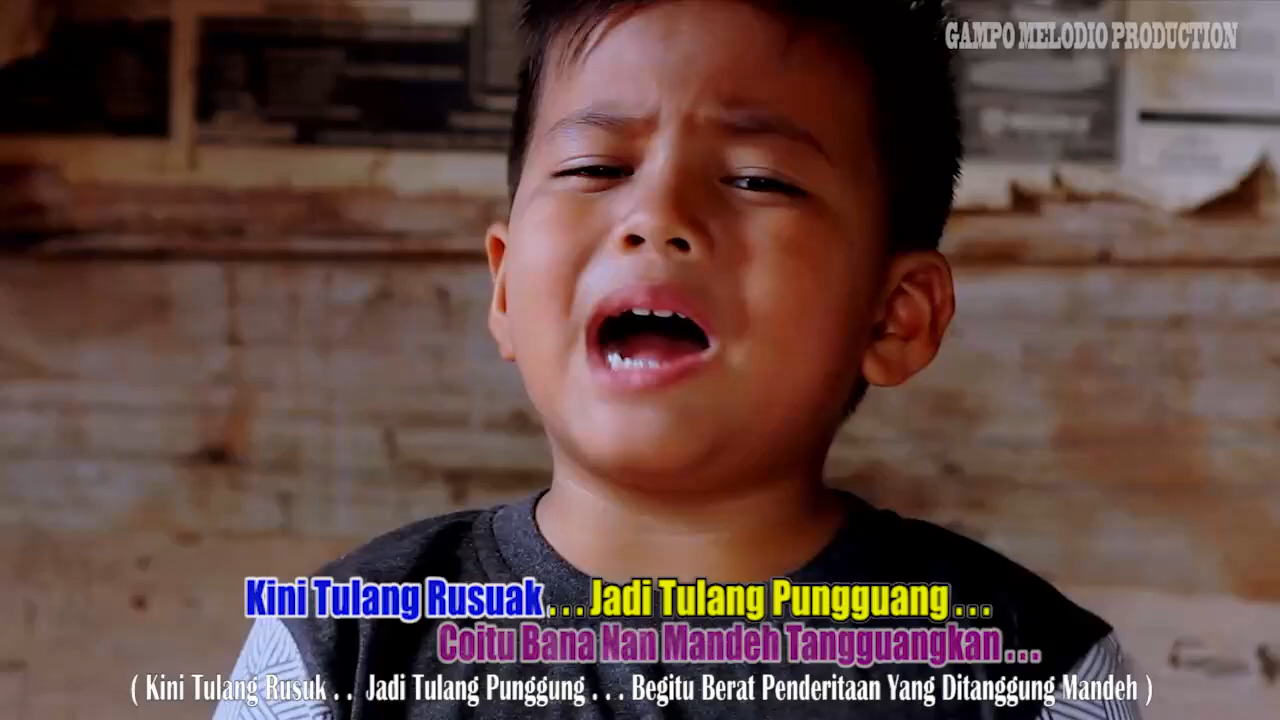 GAMPO MELODIO PRODUCTION
Kini Tulang Rusuak . . . Jadi Tulang Pungguang . . .
Coitu Bana Nan Mandeh Tangguangkan . . .
( Kini Tulang Rusuk . . Jadi Tulang Punggung . . . Begitu Berat Penderitaan Yang Ditanggung Mandeh )